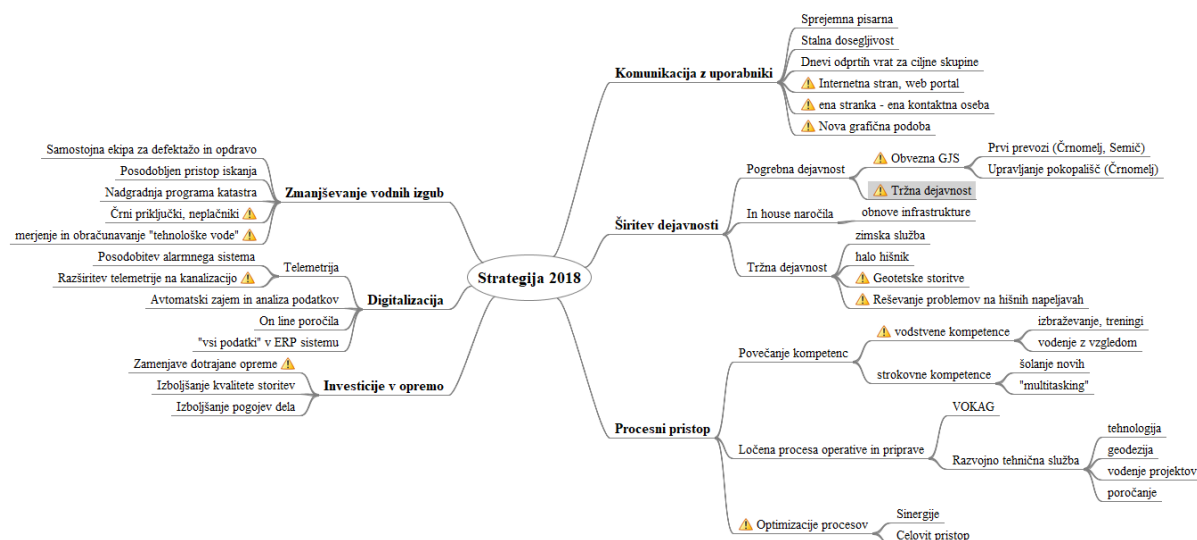 Strategija 2018
Komunikacija z uporabniki
Sprejemna pisarna
Stalna dosegljivost
Dnevi odprtih vrat za ciljne skupine
Internetna stran, web portal
ena stranka - ena kontaktna oseba
Nova grafična podoba
Širitev dejavnosti
Pogrebna dejavnost
Obvezna GJS
Prvi prevozi (Črnomelj, Semič)
Upravljanje pokopališč (Črnomelj)
Tržna dejavnost
In house naročila
obnove infrastrukture
Tržna dejavnost
zimska služba
halo hišnik
Geotetske storitve
Reševanje problemov na hišnih napeljavah
Procesni pristop
Povečanje kompetenc
vodstvene kompetence
izbraževanje, treningi
vodenje z vzgledom
strokovne kompetence
šolanje novih
"multitasking"
Ločena procesa operative in priprave
VOKAG
Razvojno tehnična služba
tehnologija
geodezija
vodenje projektov
poročanje
Optimizacije procesov
Sinergije
Celovit pristop
Zmanjševanje vodnih izgub
Samostojna ekipa za defektažo in opdravo
Posodobljen pristop iskanja
Nadgradnja programa katastra
Črni priključki, neplačniki
merjenje in obračunavanje "tehnološke vode"
Digitalizacija
Telemetrija
Posodobitev alarmnega sistema
Razširitev telemetrije na kanalizacijo
Avtomatski zajem in analiza podatkov
On line poročila
"vsi podatki" v ERP sistemu
Investicije v opremo
Zamenjave dotrajane opreme
Izboljšanje kvalitete storitev
Izboljšanje pogojev dela